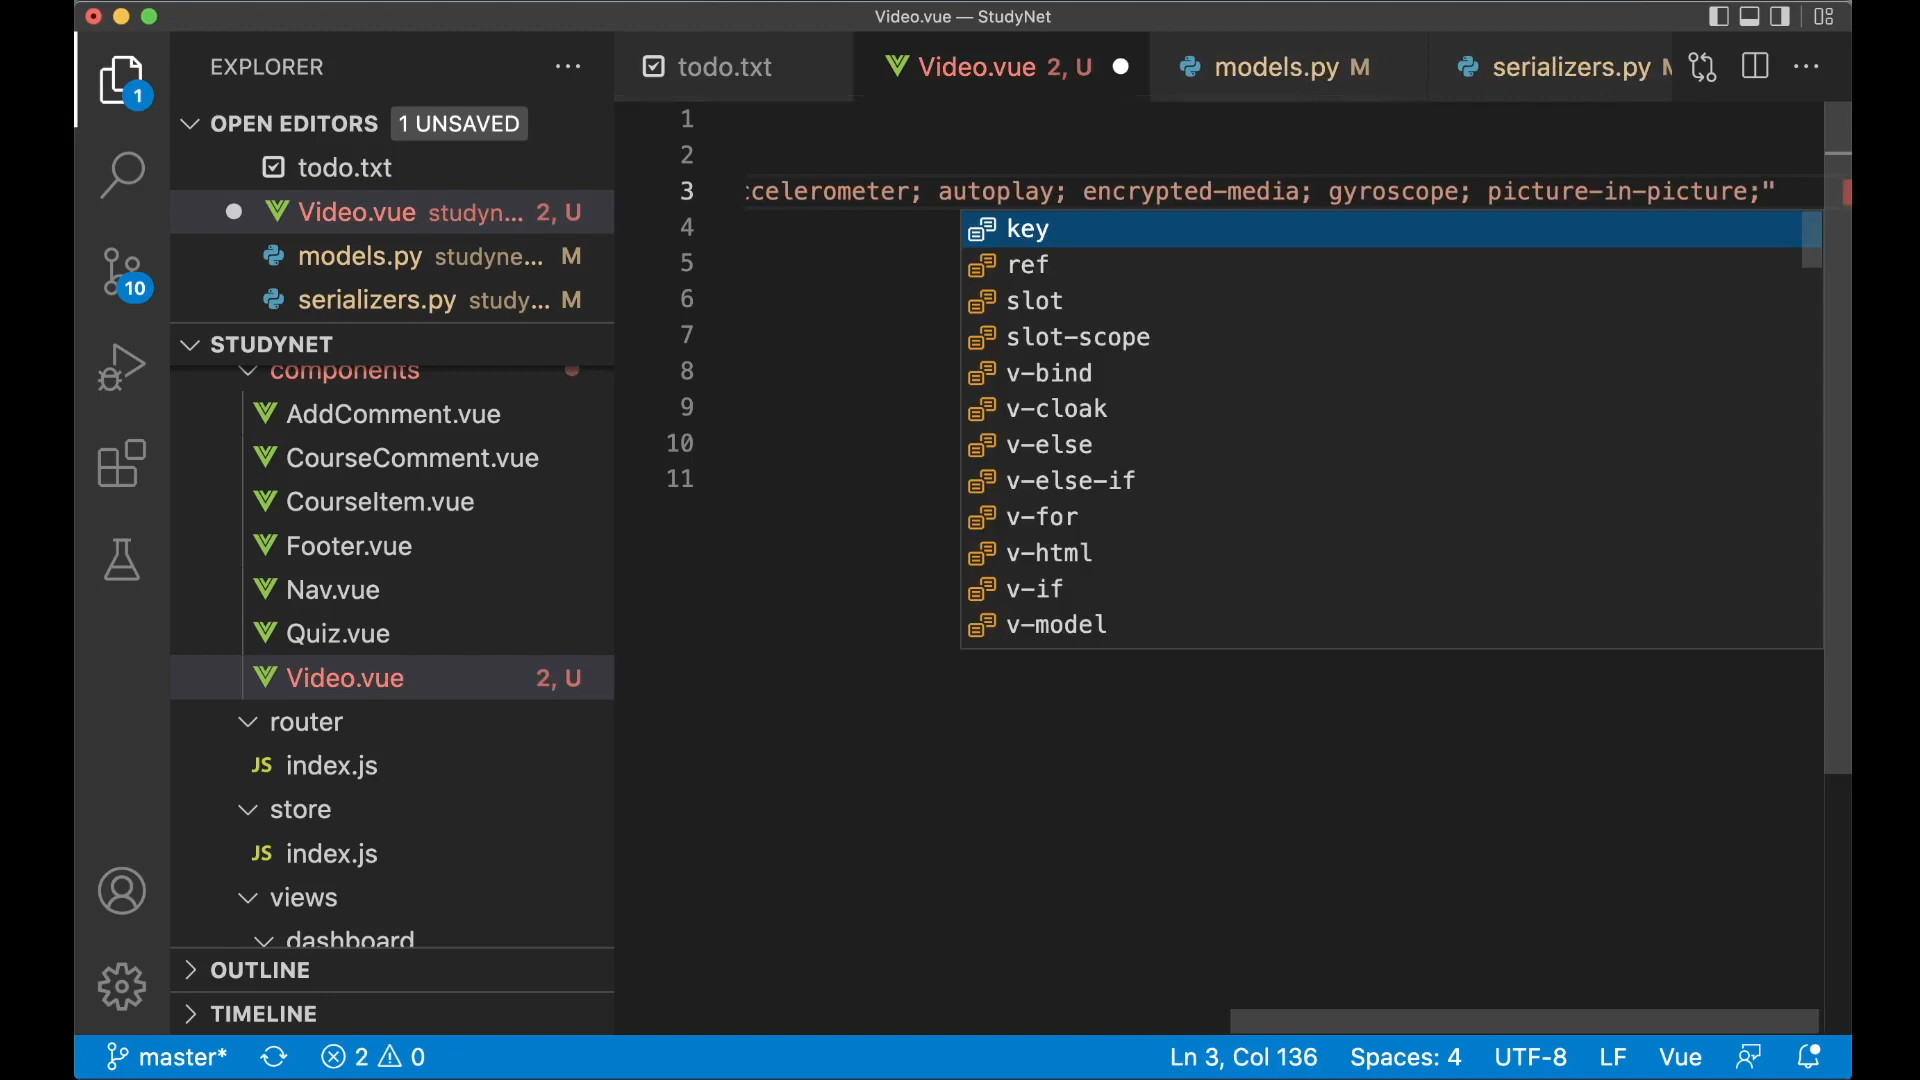 Video.vue — StudyNet
EXPLORER
1
OPEN EDITORS 1 UNSAVED
todo.txt
Video.vue studyn... 2, U
models.py studyne... M
serializers.py study... M
10
STUDYNET
components
AddComment.vue
CourseComment.vue
CourseItem.vue
Footer.vue
Nav.vue
Quiz.vue
Video.vue 2, U
router
JS index.js
store
JS index.js
views
dashboard
OUTLINE
TIMELINE
todo.txt Video.vue 2, U models.py M serializers.py M
1
2
3 ccelerometer; autoplay; encrypted-media; gyroscope; picture-in-picture;"
4
5
6
7
8
9
10
11
key
ref
slot
slot-scope
v-bind
v-cloak
v-else
v-else-if
v-for
v-html
v-if
v-model
master* 2 0 Ln 3, Col 136 Spaces: 4 UTF-8 LF Vue